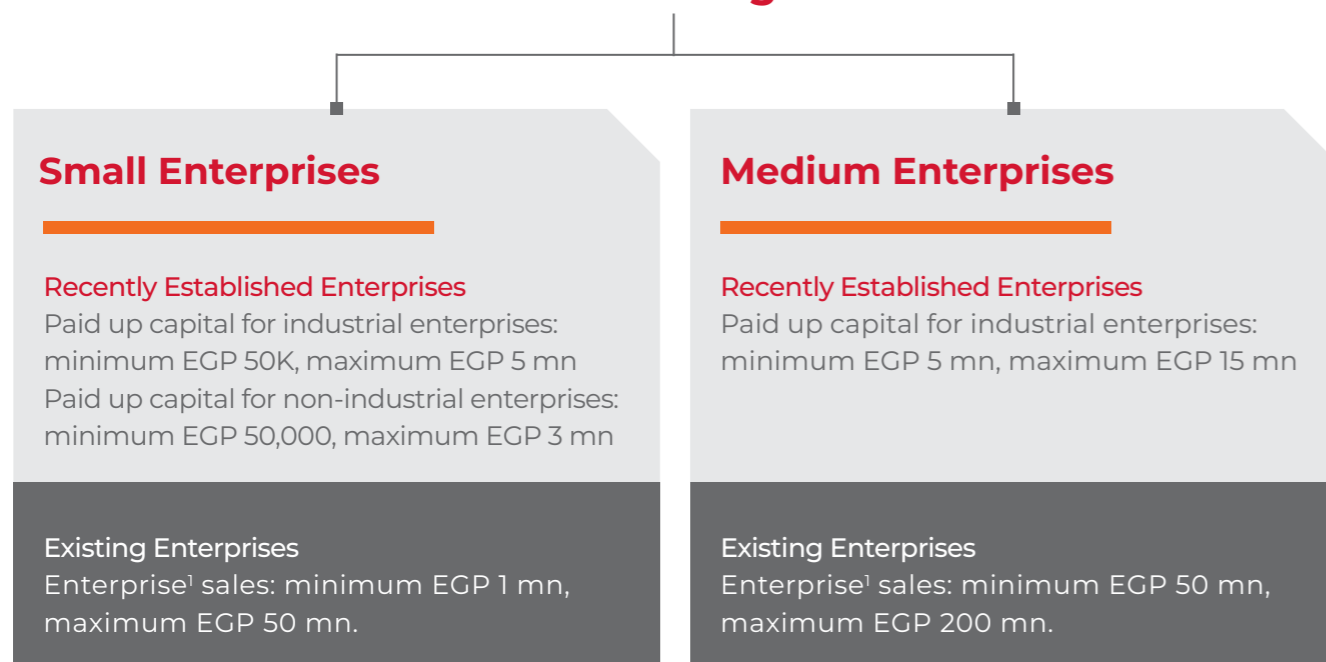 Small Enterprises
Recently Established Enterprises
Paid up capital for industrial enterprises:
minimum EGP 50K, maximum EGP 5 mn
Paid up capital for non-industrial enterprises:
minimum EGP 50,000, maximum EGP 3 mn
Existing Enterprises
Enterprise¹ sales: minimum EGP 1 mn,
maximum EGP 50 mn.
Medium Enterprises
Recently Established Enterprises
Paid up capital for industrial enterprises:
minimum EGP 5 mn, maximum EGP 15 mn
Existing Enterprises
Enterprise¹ sales: minimum EGP 50 mn,
maximum EGP 200 mn.